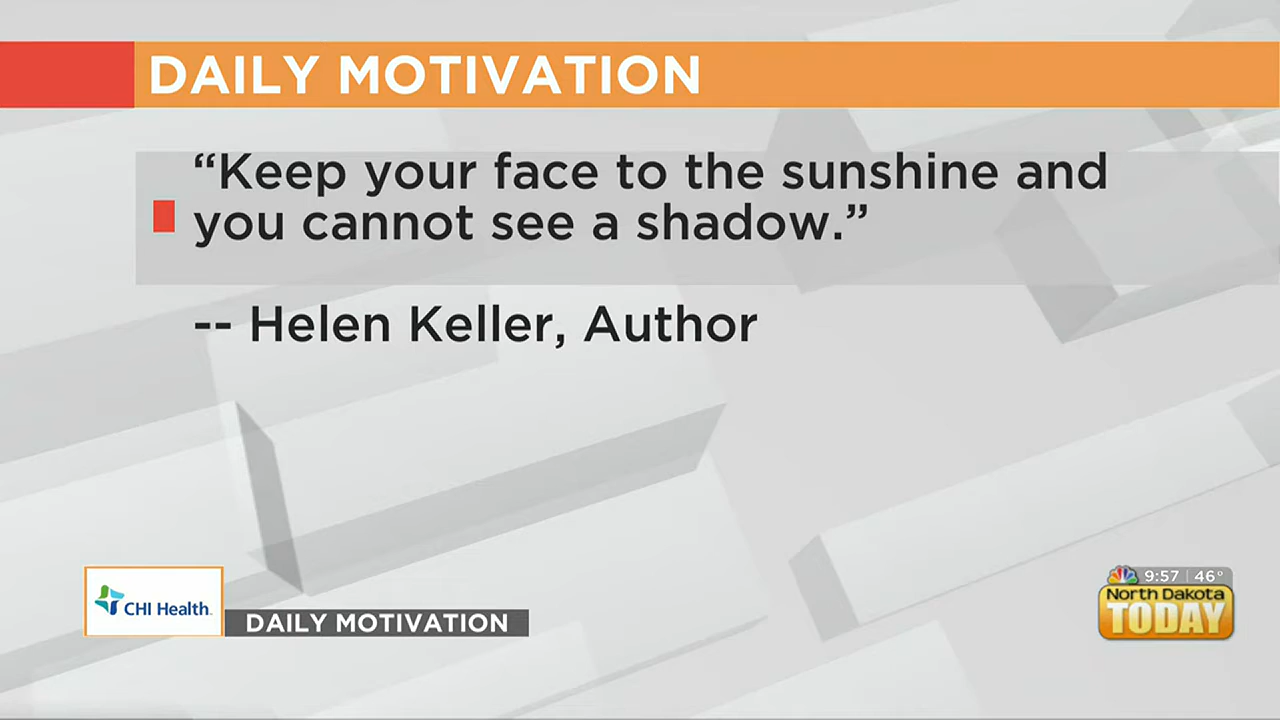 DAILY MOTIVATION
“Keep your face to the sunshine and
you cannot see a shadow.”
-- Helen Keller, Author
CHI Health
DAILY MOTIVATION
9:57 46°
North Dakota
TODAY